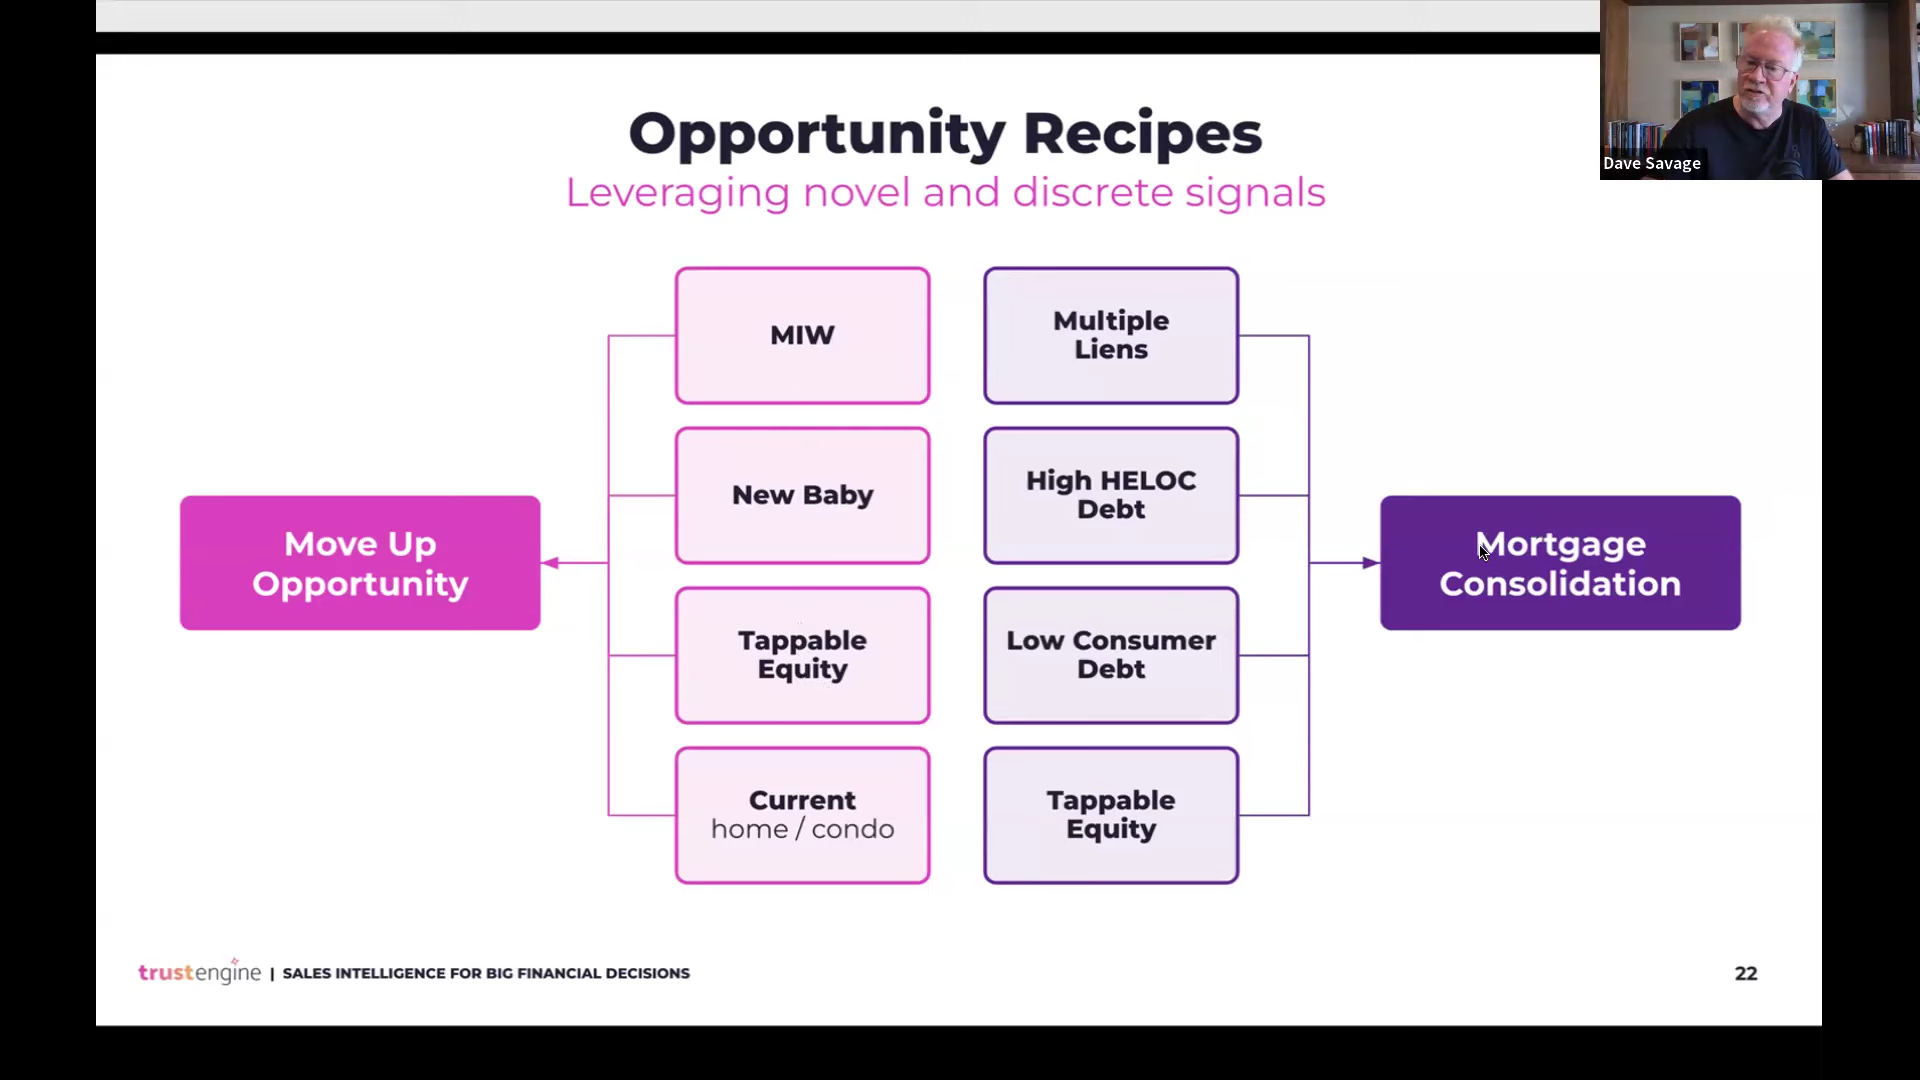 Opportunity Recipes
Leveraging novel and discrete signals
Dave Savage
Move Up
Opportunity
MIW
New Baby
Tappable
Equity
Current
home / condo
Multiple
Liens
High HELOC
Debt
Low Consumer
Debt
Tappable
Equity
Mortgage
Consolidation
trustengine | SALES INTELLIGENCE FOR BIG FINANCIAL DECISIONS
22